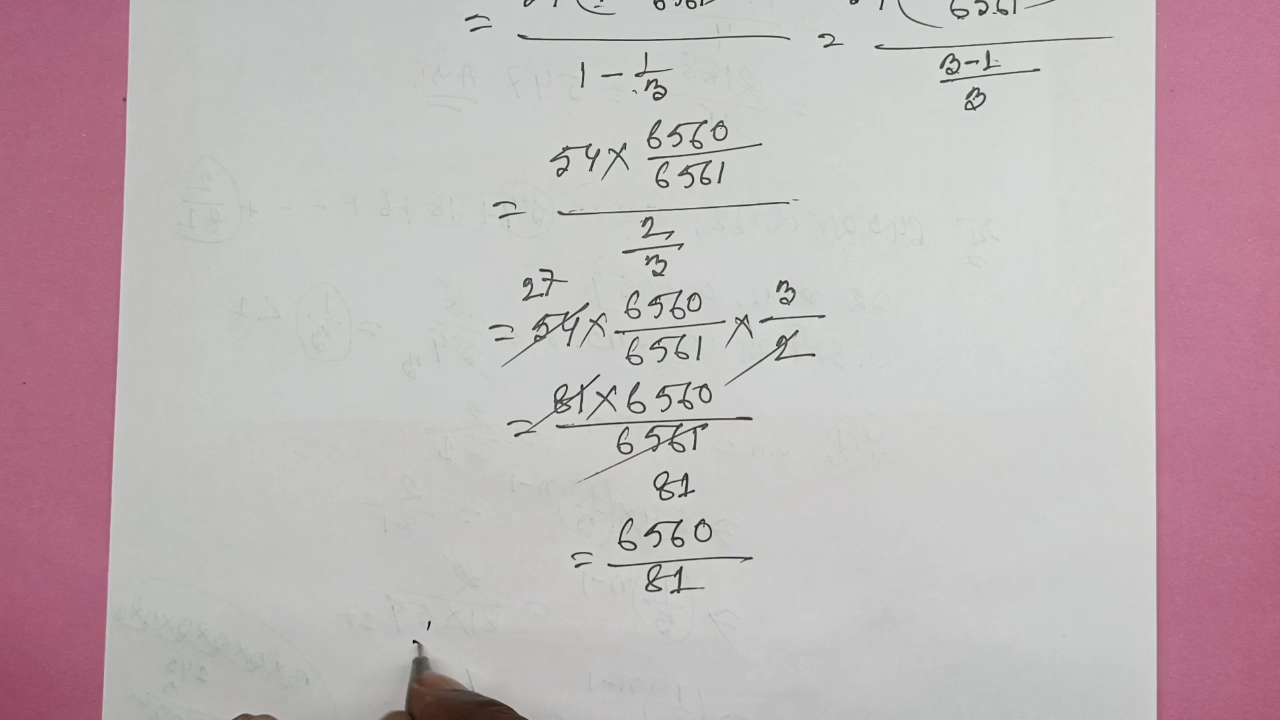 = 1 - 1/3 = 3-1/3
= 54 × 6560/6561 / 2/3
27
= 54 × 6560/6561 × 3/2
= 81 × 6560/6561
81
= 6560/81